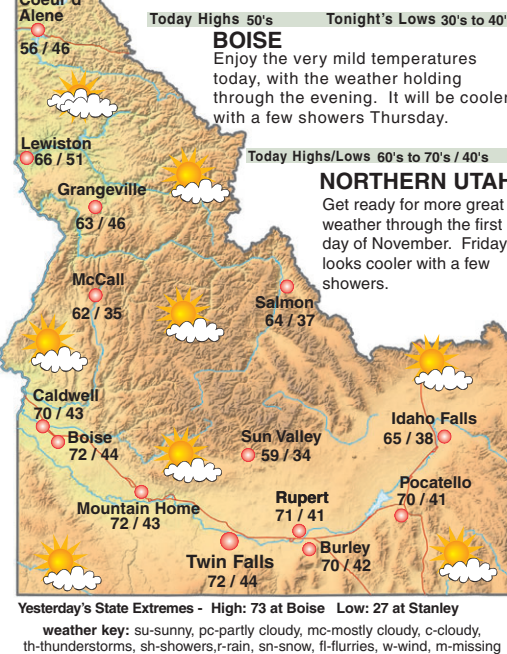 Coeur d'
Alene
56 / 46
Today Highs 50's Tonight's Lows 30's to 40'
BOISE
Enjoy the very mild temperatures
today, with the weather holding
through the evening. It will be cooler
with a few showers Thursday.
Lewiston
66 / 51
Today Highs/Lows 60's to 70's / 40's
Grangeville
63 / 46
NORTHERN UTAH
Get ready for more great
weather through the first
day of November. Friday
looks cooler with a few
showers.
McCall
62 / 35
Salmon
64 / 37
Caldwell
70 / 43
Boise
72 / 44
Sun Valley
59 / 34
Idaho Falls
65 / 38
Mountain Home
72 / 43
Rupert
71 / 41
Pocatello
70 / 41
Twin Falls
72 / 44
Burley
70 / 42
Yesterday's State Extremes - High: 73 at Boise Low: 27 at Stanley
weather key: su-sunny, pc-partly cloudy, mc-mostly cloudy, c-cloudy,
th-thunderstorms, sh-showers,r-rain, sn-snow, fl-flurries, w-wind, m-missing